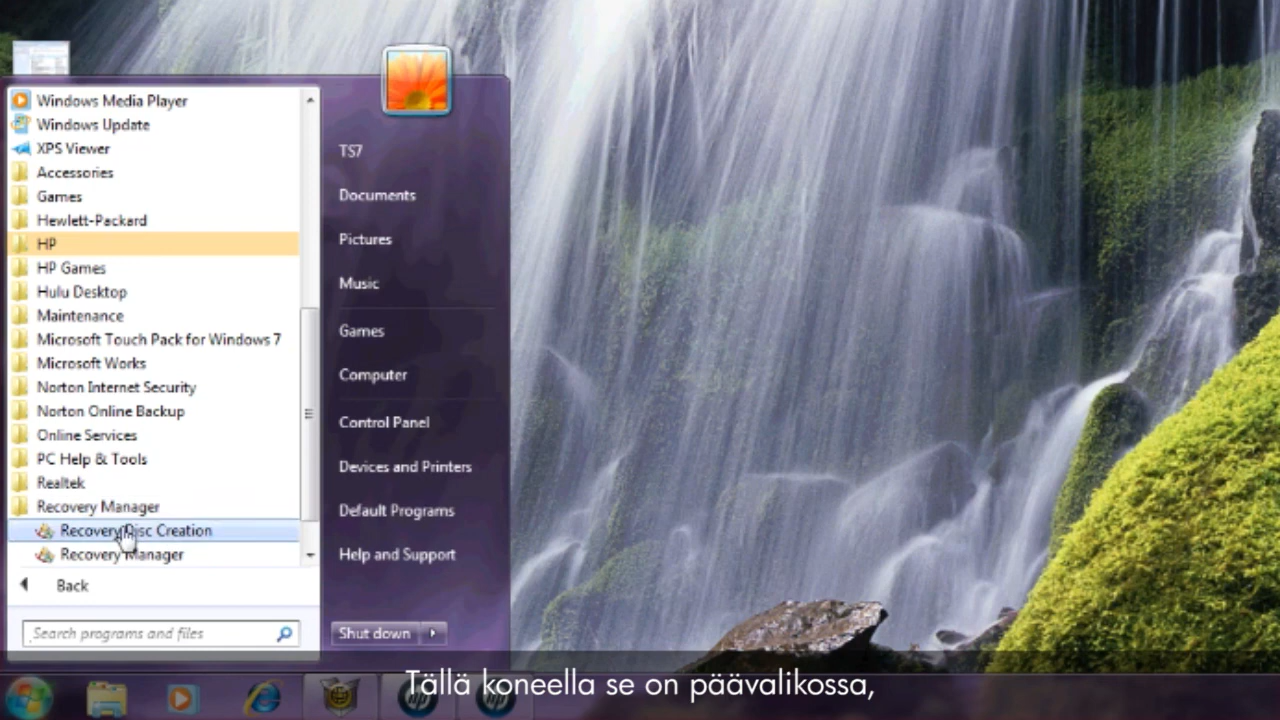 Windows Media Player
Windows Update
XPS Viewer
Accessories
Games
Hewlett-Packard
HP
HP Games
Hulu Desktop
Maintenance
Microsoft Touch Pack for Windows 7
Microsoft Works
Norton Internet Security
Norton Online Backup
Online Services
PC Help & Tools
Realtek
Recovery Manager
Recovery Disc Creation
Recovery Manager
Back
Search programs and files
TS7
Documents
Pictures
Music
Games
Computer
Control Panel
Devices and Printers
Default Programs
Help and Support
Shut down
Tällä koneella se on päävalikossa,
hp
hp